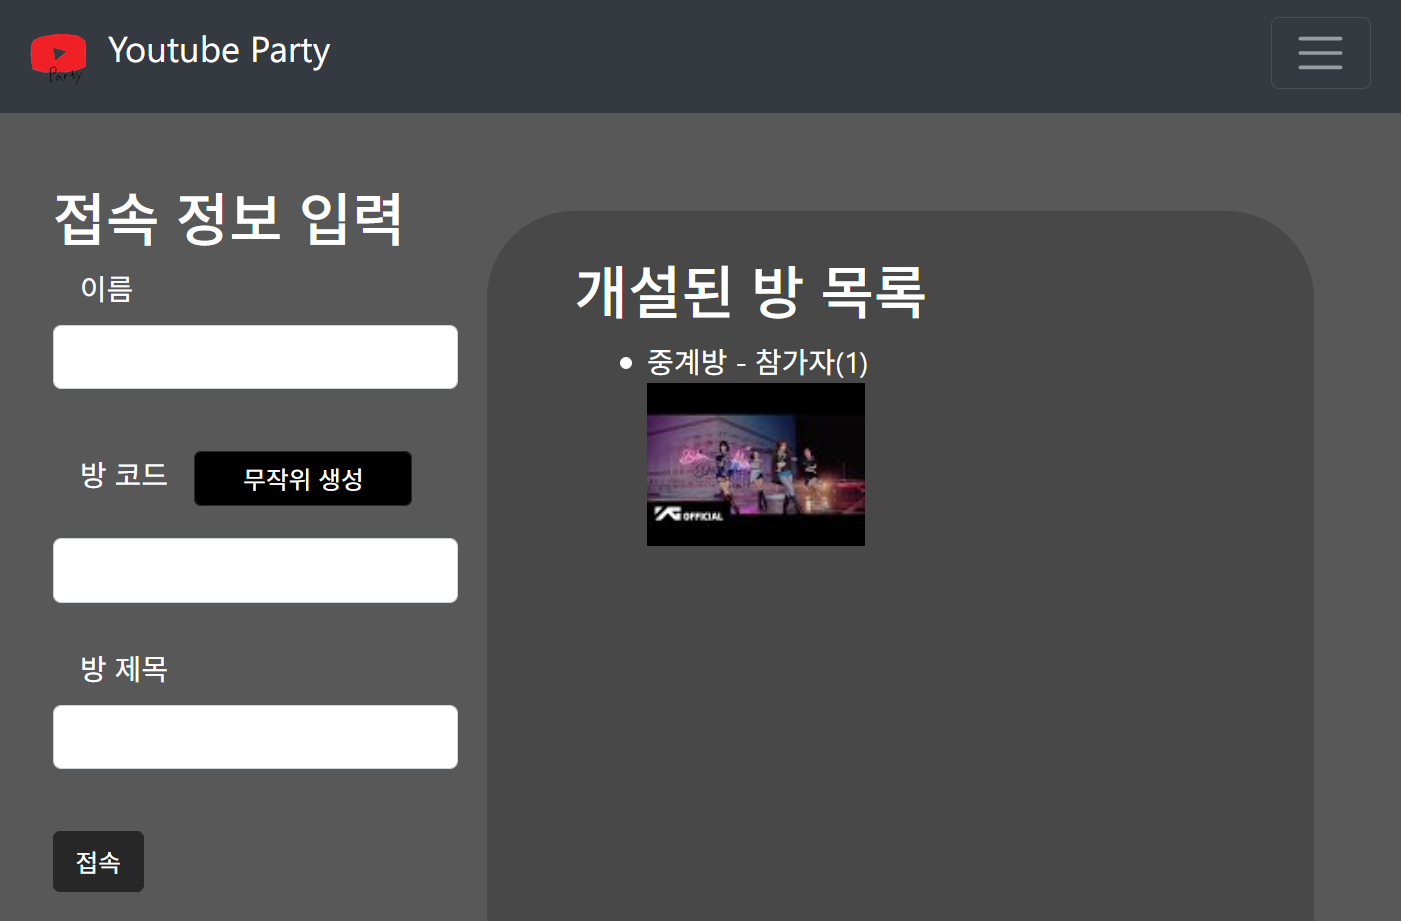 Youtube Party
Party
접속 정보 입력
이름
방 코드
무작위 생성
방 제목
접속
개설된 방 목록
중계방 - 참가자(1)
YG OFFICIAL